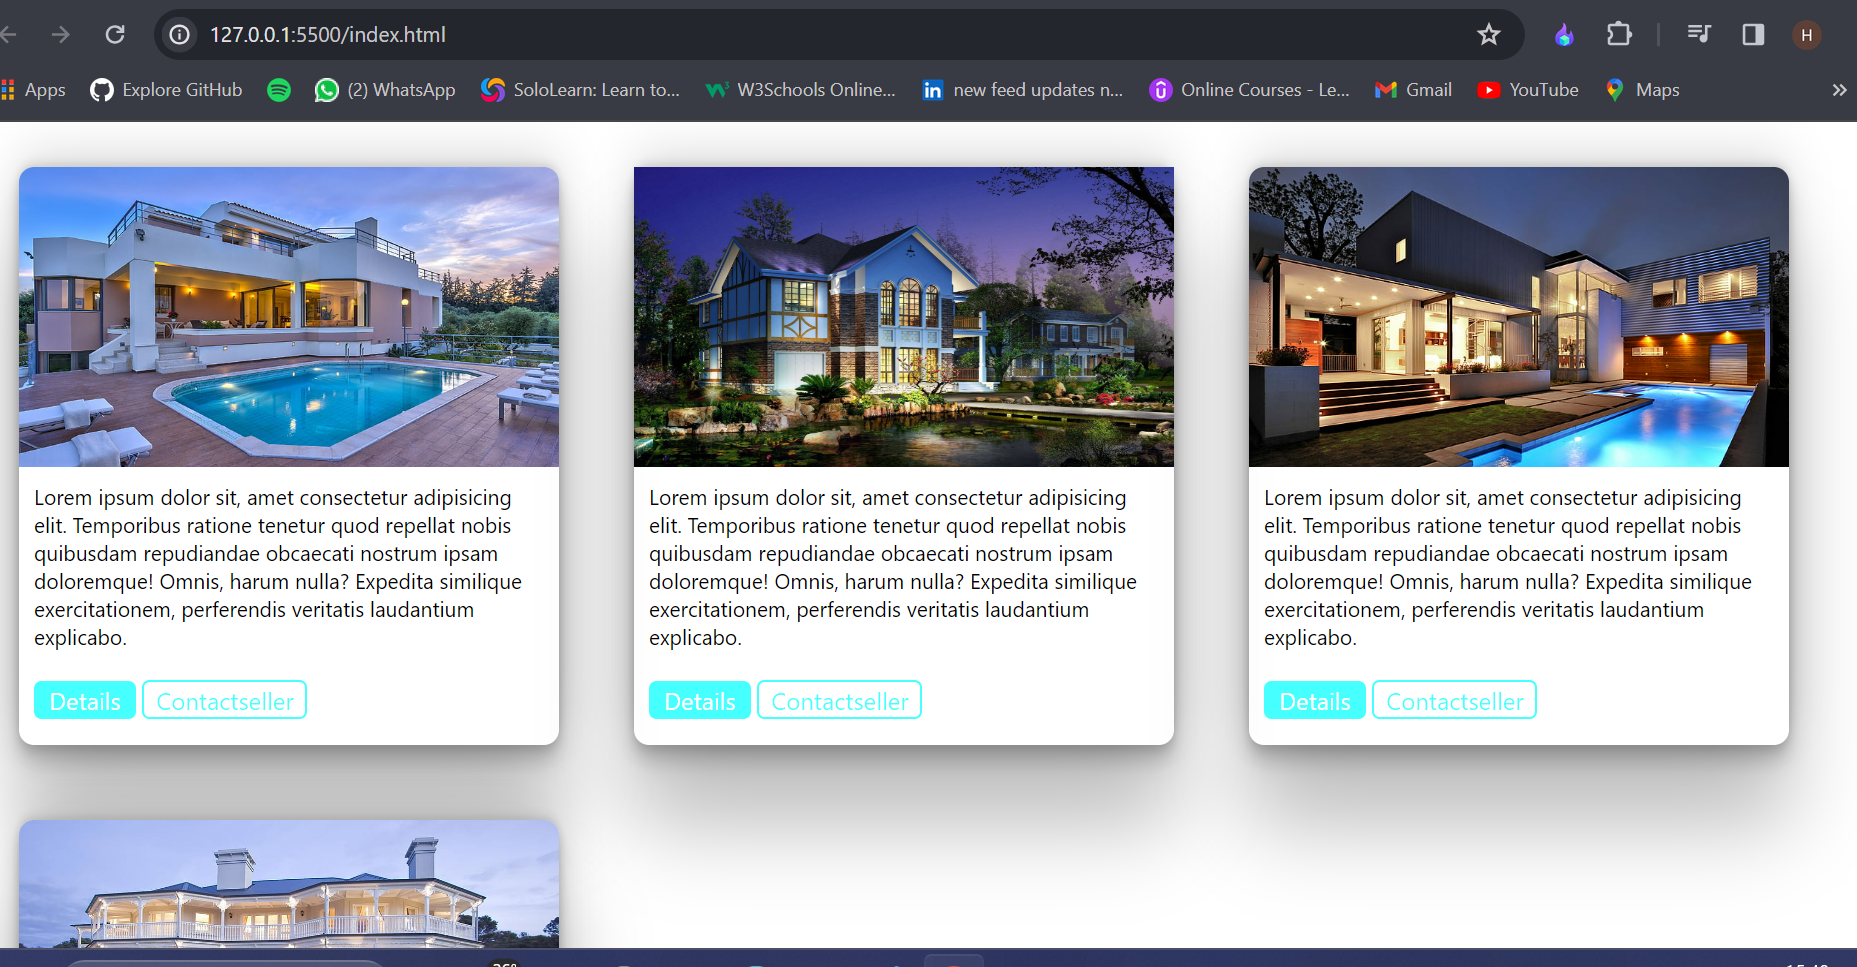 127.0.0.1:5500/index.html
H
Apps Explore GitHub (2) WhatsApp SoloLearn: Learn to... W3Schools Online... new feed updates n... Online Courses - Le... Gmail YouTube Maps
Lorem ipsum dolor sit, amet consectetur adipisicing
elit. Temporibus ratione tenetur quod repellat nobis
quibusdam repudiandae obcaecati nostrum ipsam
doloremque! Omnis, harum nulla? Expedita similique
exercitationem, perferendis veritatis laudantium
explicabo.
Details Contactseller
Lorem ipsum dolor sit, amet consectetur adipisicing
elit. Temporibus ratione tenetur quod repellat nobis
quibusdam repudiandae obcaecati nostrum ipsam
doloremque! Omnis, harum nulla? Expedita similique
exercitationem, perferendis veritatis laudantium
explicabo.
Details Contactseller
Lorem ipsum dolor sit, amet consectetur adipisicing
elit. Temporibus ratione tenetur quod repellat nobis
quibusdam repudiandae obcaecati nostrum ipsam
doloremque! Omnis, harum nulla? Expedita similique
exercitationem, perferendis veritatis laudantium
explicabo.
Details Contactseller